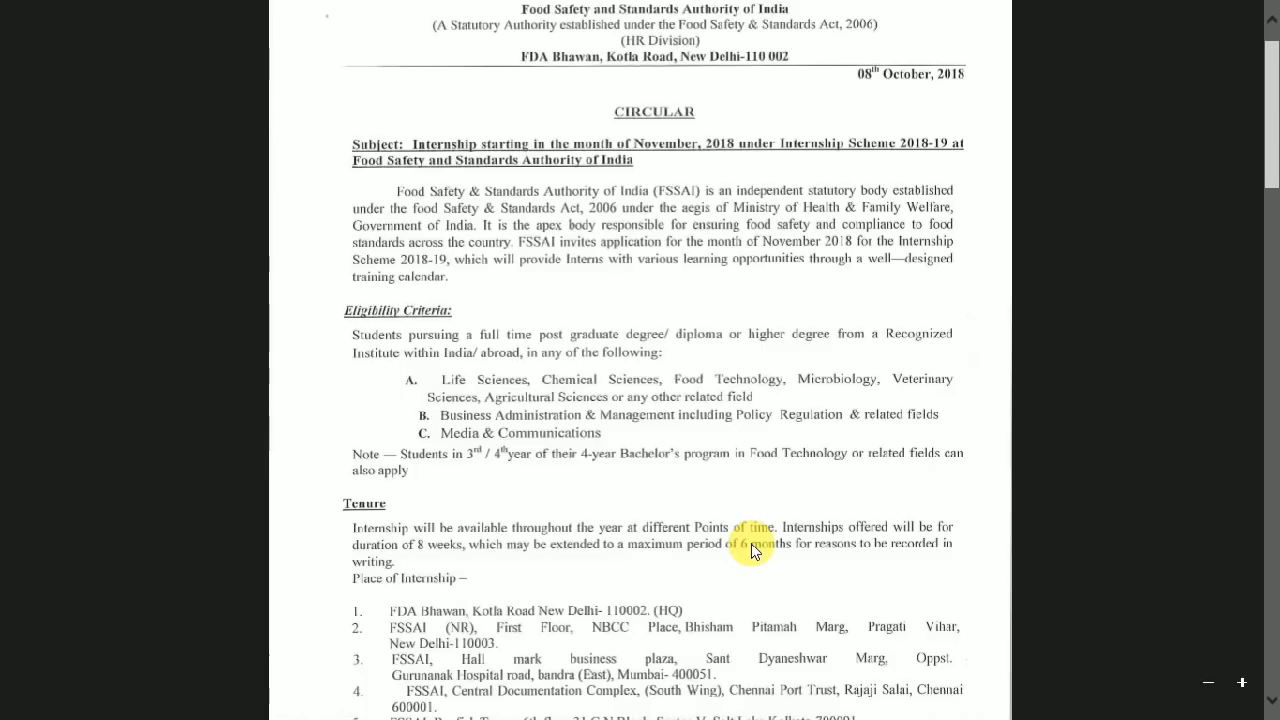 Food Safety and Standards Authority of India
(A Statutory Authority established under the Food Safety & Standards Act, 2006)
(HR Division)
FDA Bhawan, Kotla Road, New Delhi-110 002
08th October, 2018
CIRCULAR
Subject: Internship starting in the month of November, 2018 under Internship Scheme 2018-19 at
Food Safety and Standards Authority of India
Food Safety & Standards Authority of India (FSSAI) is an independent statutory body established
under the food Safety & Standards Act, 2006 under the aegis of Ministry of Health & Family Welfare,
Government of India. It is the apex body responsible for ensuring food safety and compliance to food
standards across the country. FSSAI invites application for the month of November 2018 for the Internship
Scheme 2018-19, which will provide Interns with various learning opportunities through a well—designed
training calendar.
Eligibility Criteria:
Students pursuing a full time post graduate degree/ diploma or higher degree from a Recognized
Institute within India/ abroad, in any of the following:
A. Life Sciences, Chemical Sciences, Food Technology, Microbiology, Veterinary
Sciences, Agricultural Sciences or any other related field
B. Business Administration & Management including Policy Regulation & related fields
C. Media & Communications
Note — Students in 3rd / 4thyear of their 4-year Bachelor's program in Food Technology or related fields can
also apply
Tenure
Internship will be available throughout the year at different Points of time. Internships offered will be for
duration of 8 weeks, which may be extended to a maximum period of 6 months for reasons to be recorded in
writing.
Place of Internship –
1. FDA Bhawan, Kotla Road New Delhi- 110002. (HQ)
2. FSSAI (NR), First Floor, NBCC Place, Bhisham Pitamah Marg, Pragati Vihar,
New Delhi-110003.
3. FSSAI, Hall mark business plaza, Sant Dyaneshwar Marg, Oppst.
Gurunanak Hospital road, bandra (East), Mumbai- 400051.
4. FSSAI, Central Documentation Complex, (South Wing), Chennai Port Trust, Rajaji Salai, Chennai
600001.